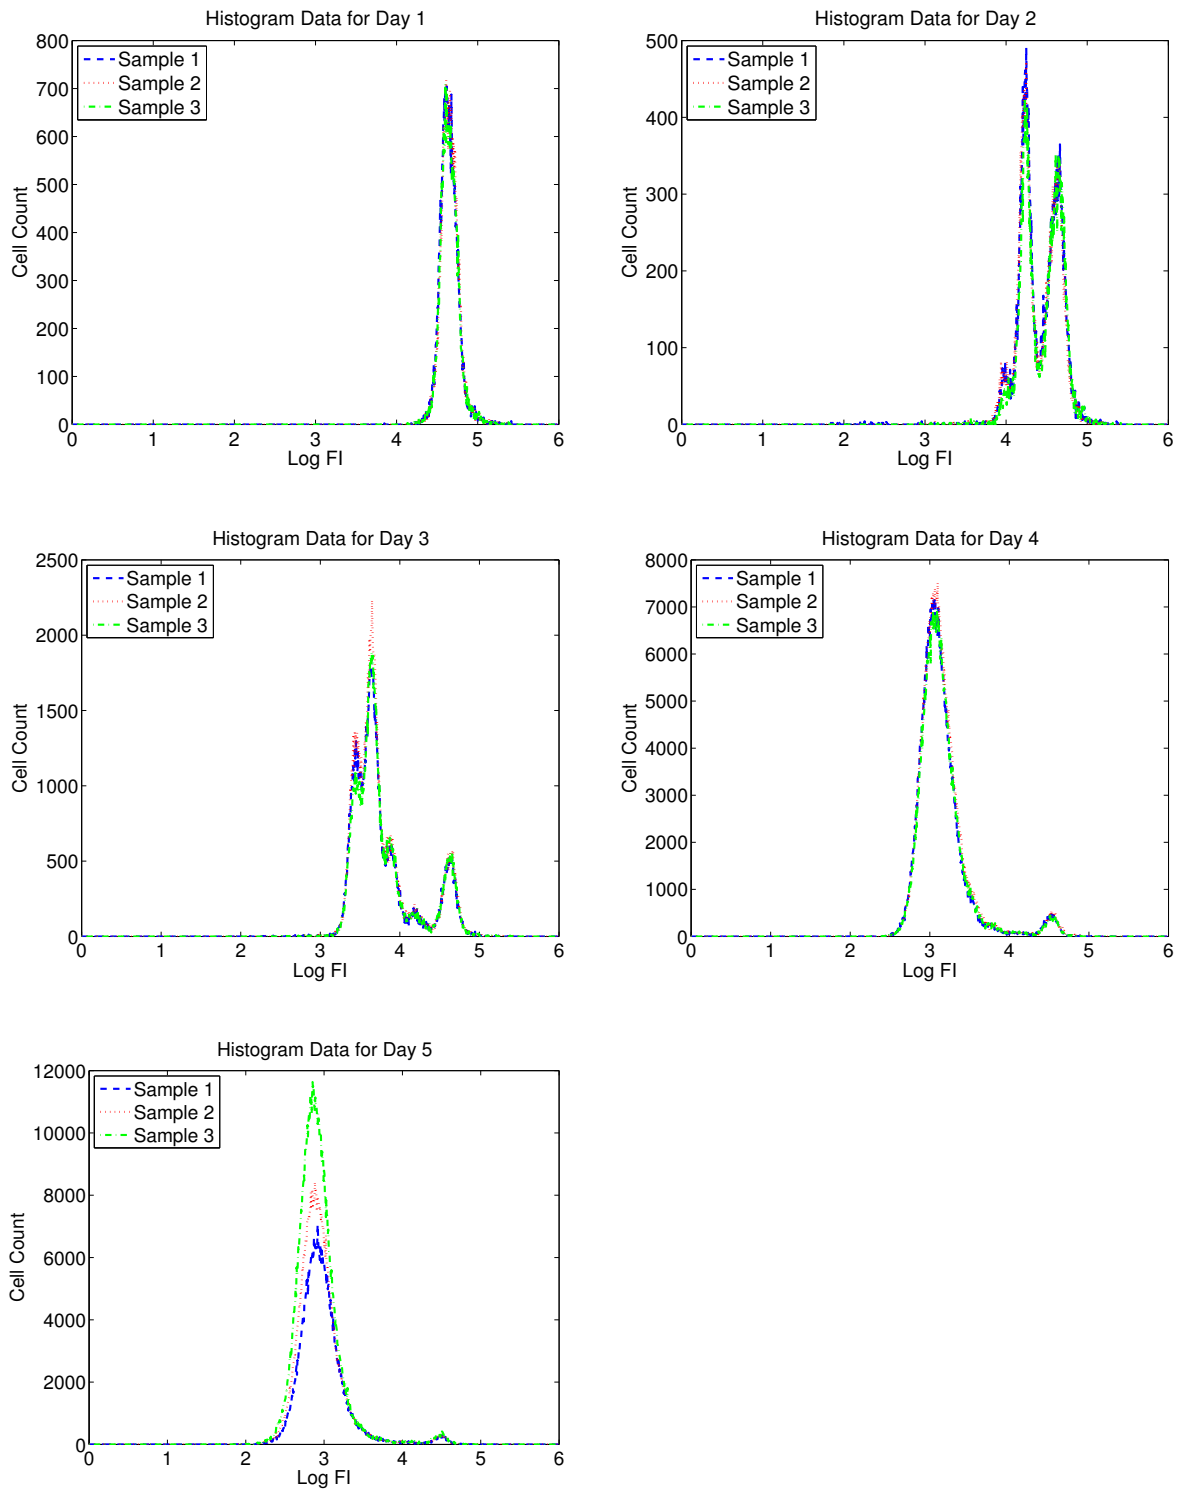 Histogram Data for Day 1
800
700
600
500
400
300
200
100
0
Cell Count
Sample 1
Sample 2
Sample 3
0 1 2 3 4 5 6
Log FI
Histogram Data for Day 2
500
400
300
200
100
0
Cell Count
Sample 1
Sample 2
Sample 3
0 1 2 3 4 5 6
Log FI
Histogram Data for Day 3
2500
2000
1500
1000
500
0
Cell Count
Sample 1
Sample 2
Sample 3
0 1 2 3 4 5 6
Log FI
Histogram Data for Day 4
8000
7000
6000
5000
4000
3000
2000
1000
0
Cell Count
Sample 1
Sample 2
Sample 3
0 1 2 3 4 5 6
Log FI
Histogram Data for Day 5
12000
10000
8000
6000
4000
2000
0
Cell Count
Sample 1
Sample 2
Sample 3
0 1 2 3 4 5 6
Log FI